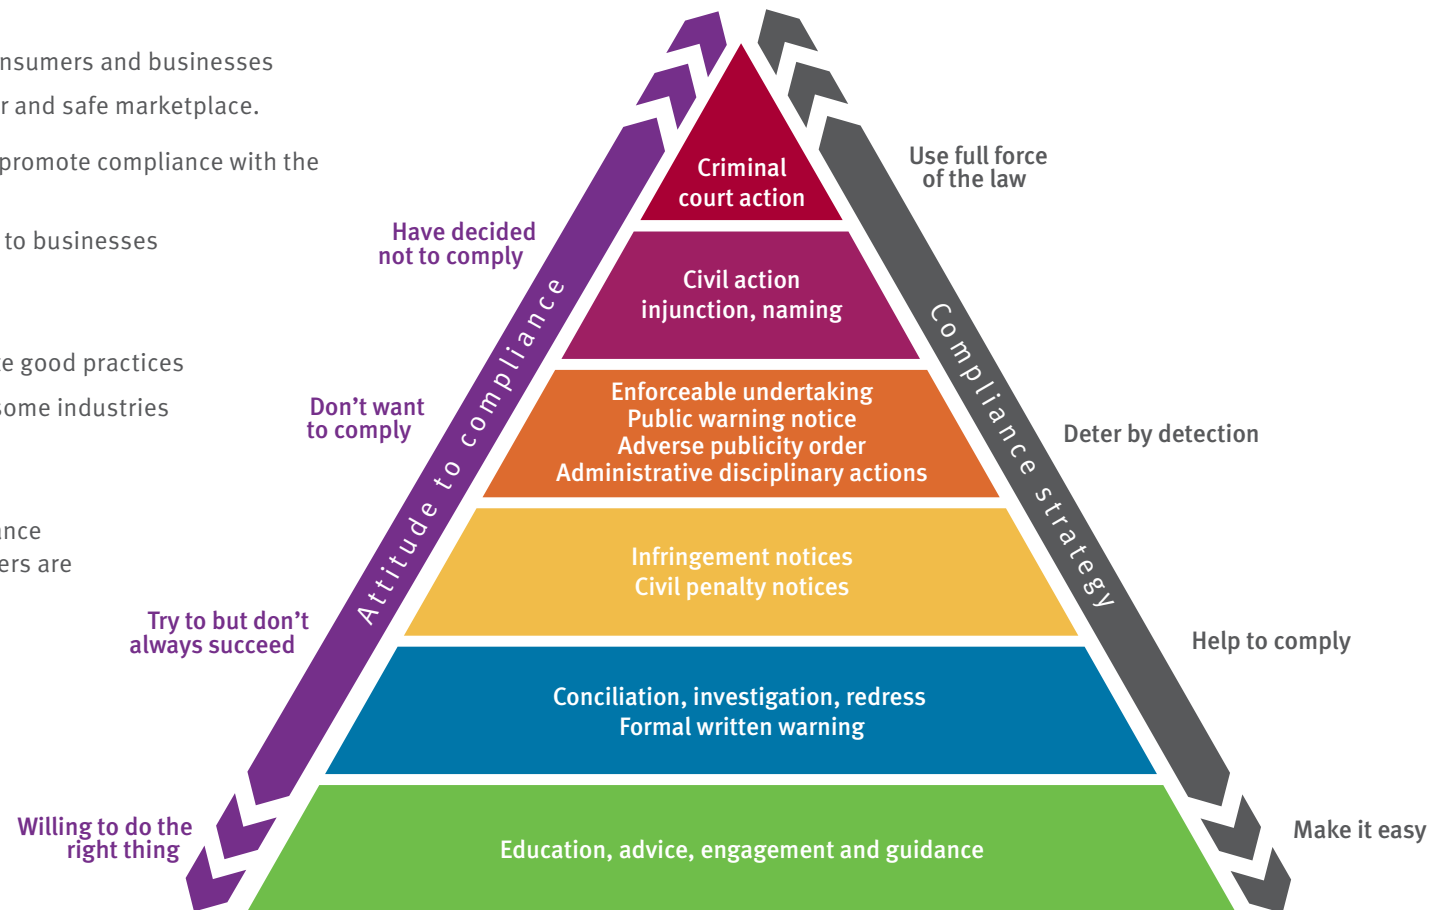 nsumers and businesses
r and safe marketplace.
promote compliance with the
to businesses
te good practices
some industries
ance
ers are
Have decided
not to comply
Don’t want
to comply
Try to but don’t
always succeed
Willing to do the
right thing
Attitude to compliance
Criminal
court action
Civil action
injunction, naming
Enforceable undertaking
Public warning notice
Adverse publicity order
Administrative disciplinary actions
Infringement notices
Civil penalty notices
Conciliation, investigation, redress
Formal written warning
Education, advice, engagement and guidance
Compliance strategy
Use full force
of the law
Deter by detection
Help to comply
Make it easy